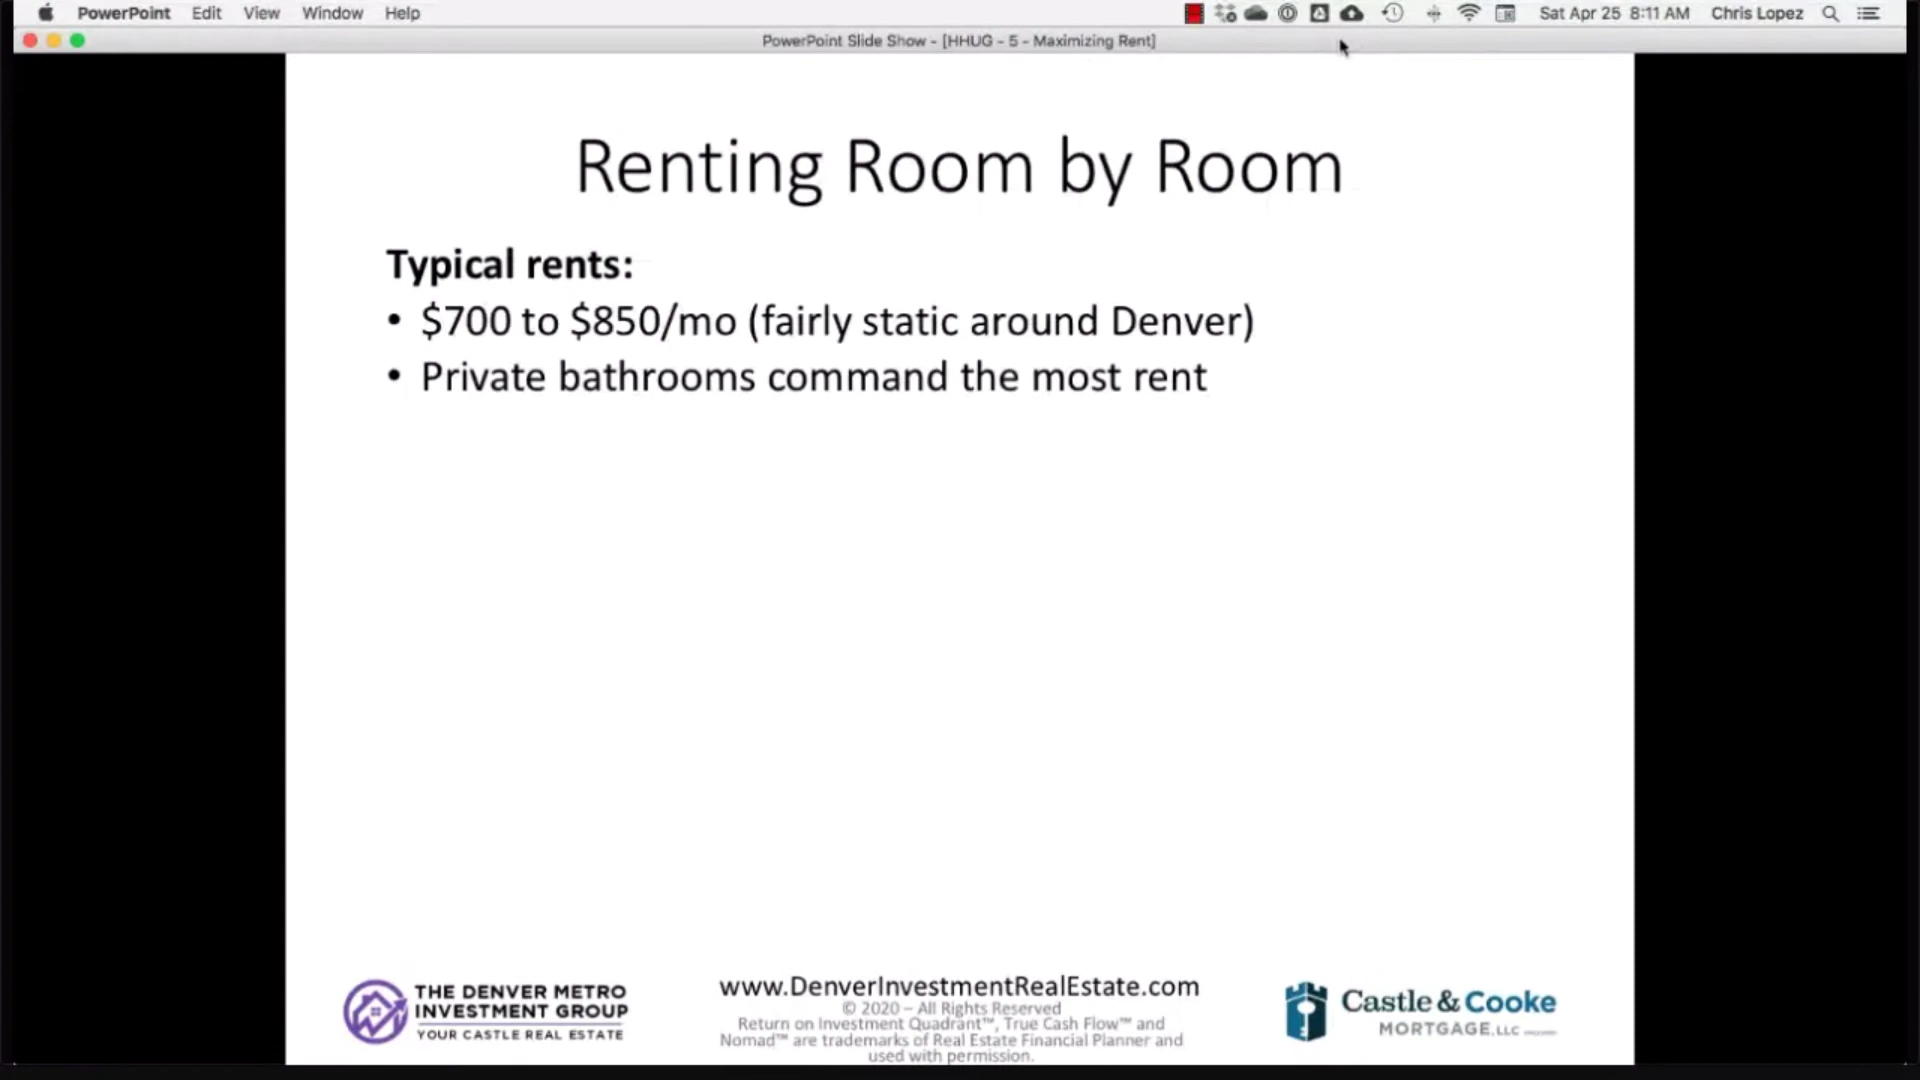 PowerPoint Edit View Window Help Sat Apr 25 8:11 AM Chris Lopez
PowerPoint Slide Show - [HHUG - 5 - Maximizing Rent]
Renting Room by Room
Typical rents:
• $700 to $850/mo (fairly static around Denver)
• Private bathrooms command the most rent
THE DENVER METRO
INVESTMENT GROUP
YOUR CASTLE REAL ESTATE
www.DenverInvestmentRealEstate.com
© 2020 – All Rights Reserved
Return on Investment Quadrant™, True Cash Flow™ and
Nomad™ are trademarks of Real Estate Financial Planner and
used with permission.
Castle & Cooke
MORTGAGE, LLC